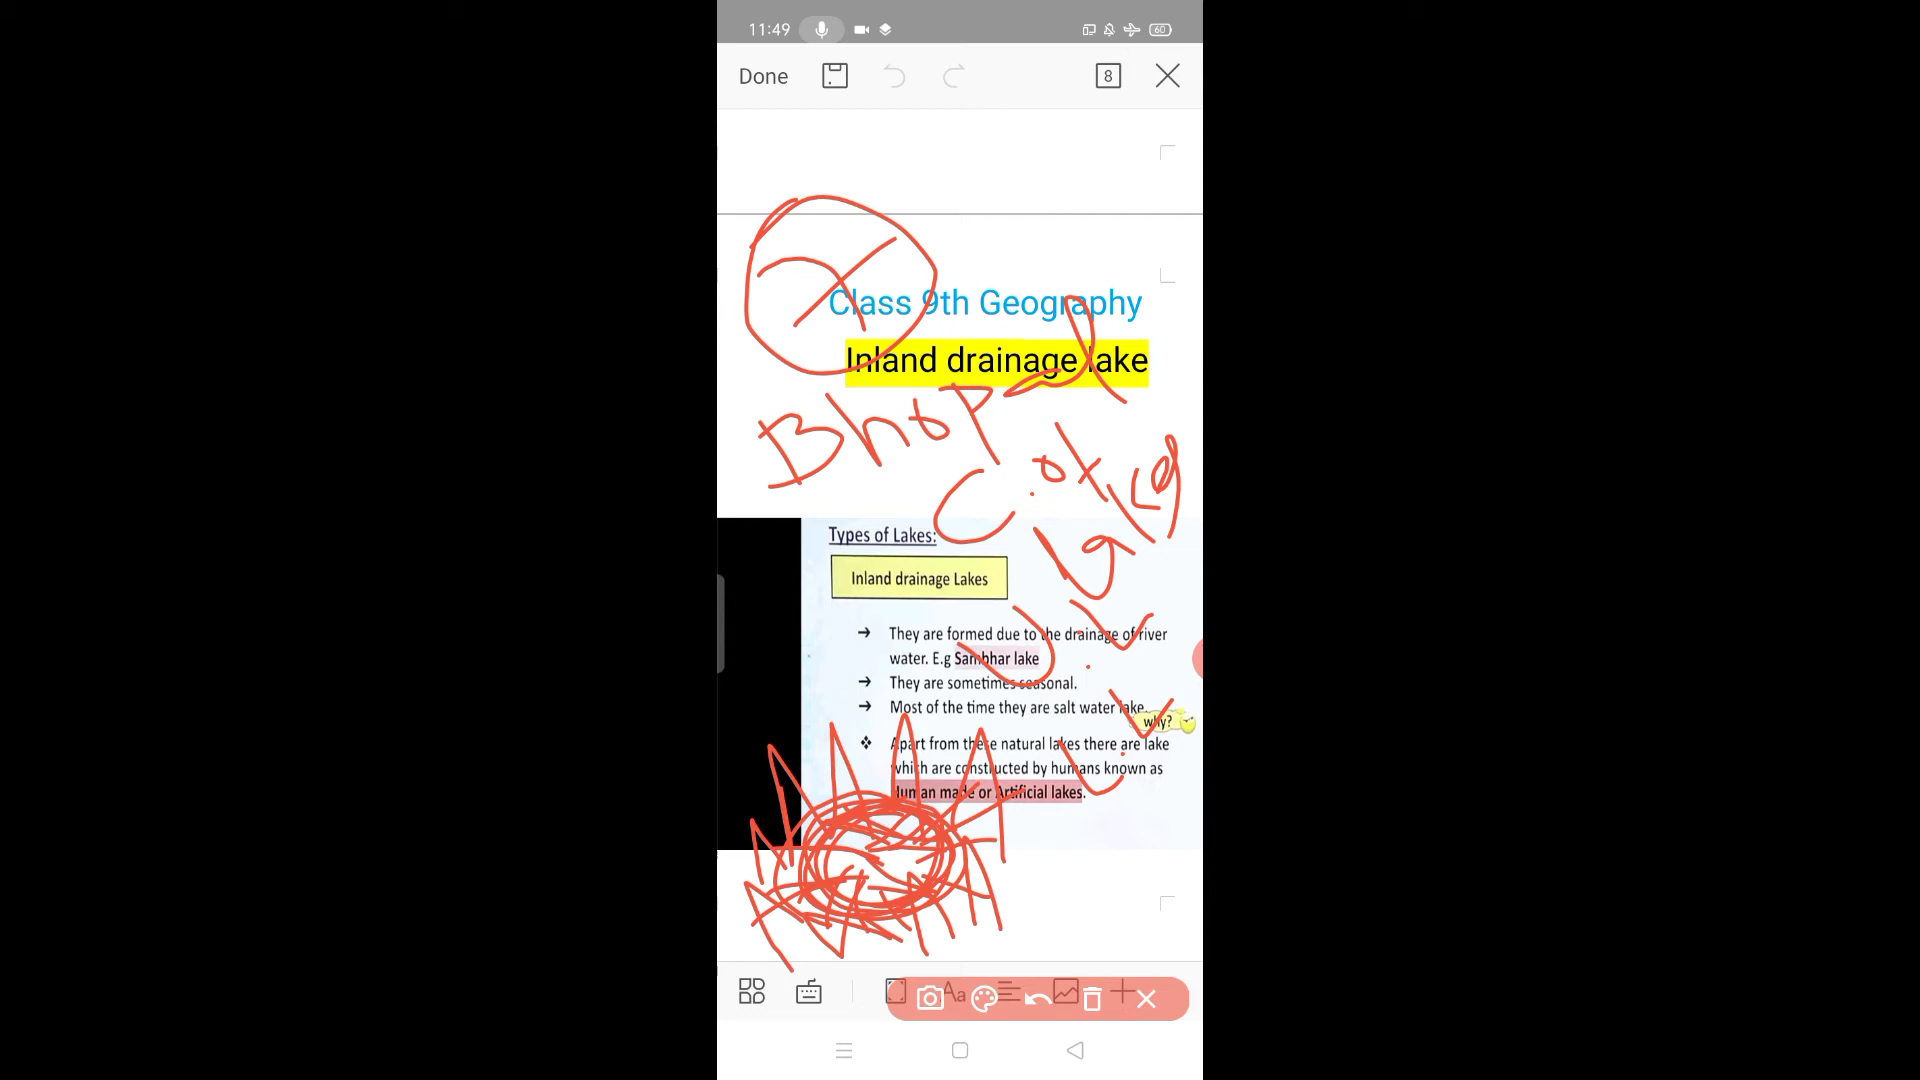 11:49
60
Done
8
Class 9th Geography
Inland drainage lake
Bhopal
C. of
Lakes
Types of Lakes:
Inland drainage Lakes
They are formed due to the drainage of river
water. E.g Sambhar lake
They are sometimes seasonal.
Most of the time they are salt water lake.
why?
Apart from these natural lakes there are lake
which are constructed by humans known as
Human made or Artificial lakes.
Aa